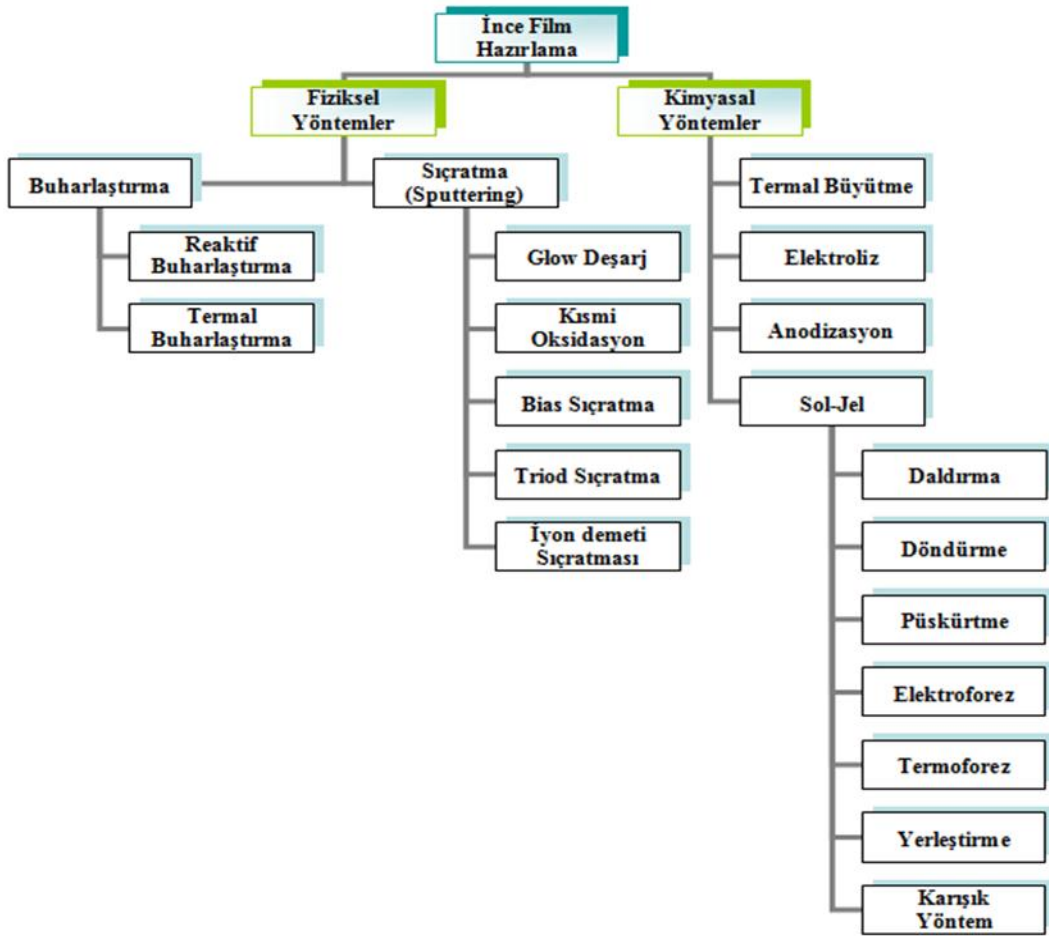 İnce Film
Hazırlama
Fiziksel
Yöntemler
Kimyasal
Yöntemler
Buharlaştırma
Sıçratma
(Sputtering)
Termal Büyütme
Reaktif
Buharlaştırma
Glow Deşarj
Elektroliz
Termal
Buharlaştırma
Kısmi
Oksidasyon
Anodizasyon
Bias Sıçratma
Sol-Jel
Triod Sıçratma
Daldırma
İyon demeti
Sıçratması
Döndürme
Püskürtme
Elektroforez
Termoforez
Yerleştirme
Karışık
Yöntem